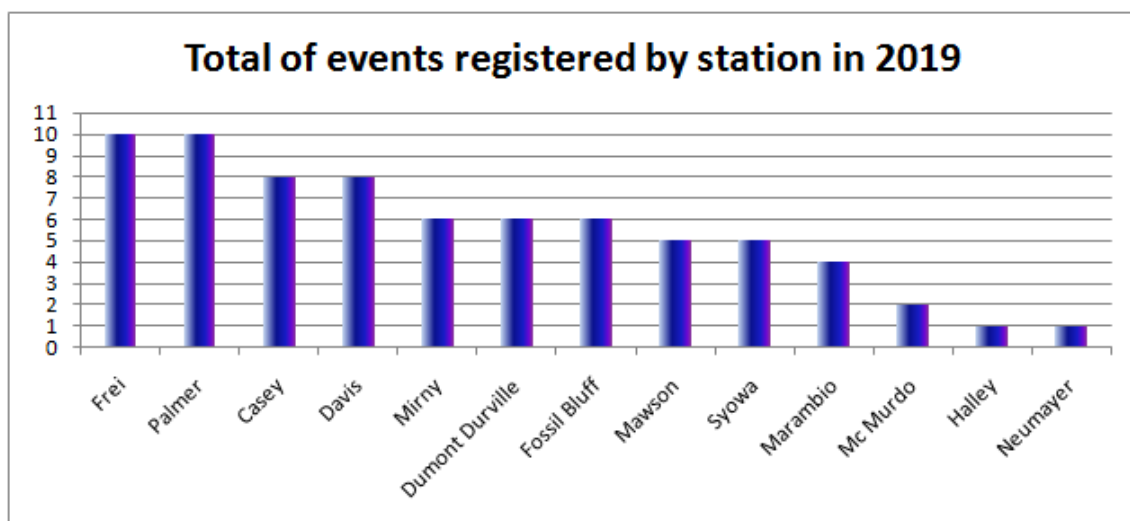 Total of events registered by station in 2019
11
10
9
8
7
6
5
4
3
2
1
0
Frei
Palmer
Casey
Davis
Mirny
Dumont Durville
Fossil Bluff
Mawson
Syowa
Marambio
Mc Murdo
Halley
Neumayer